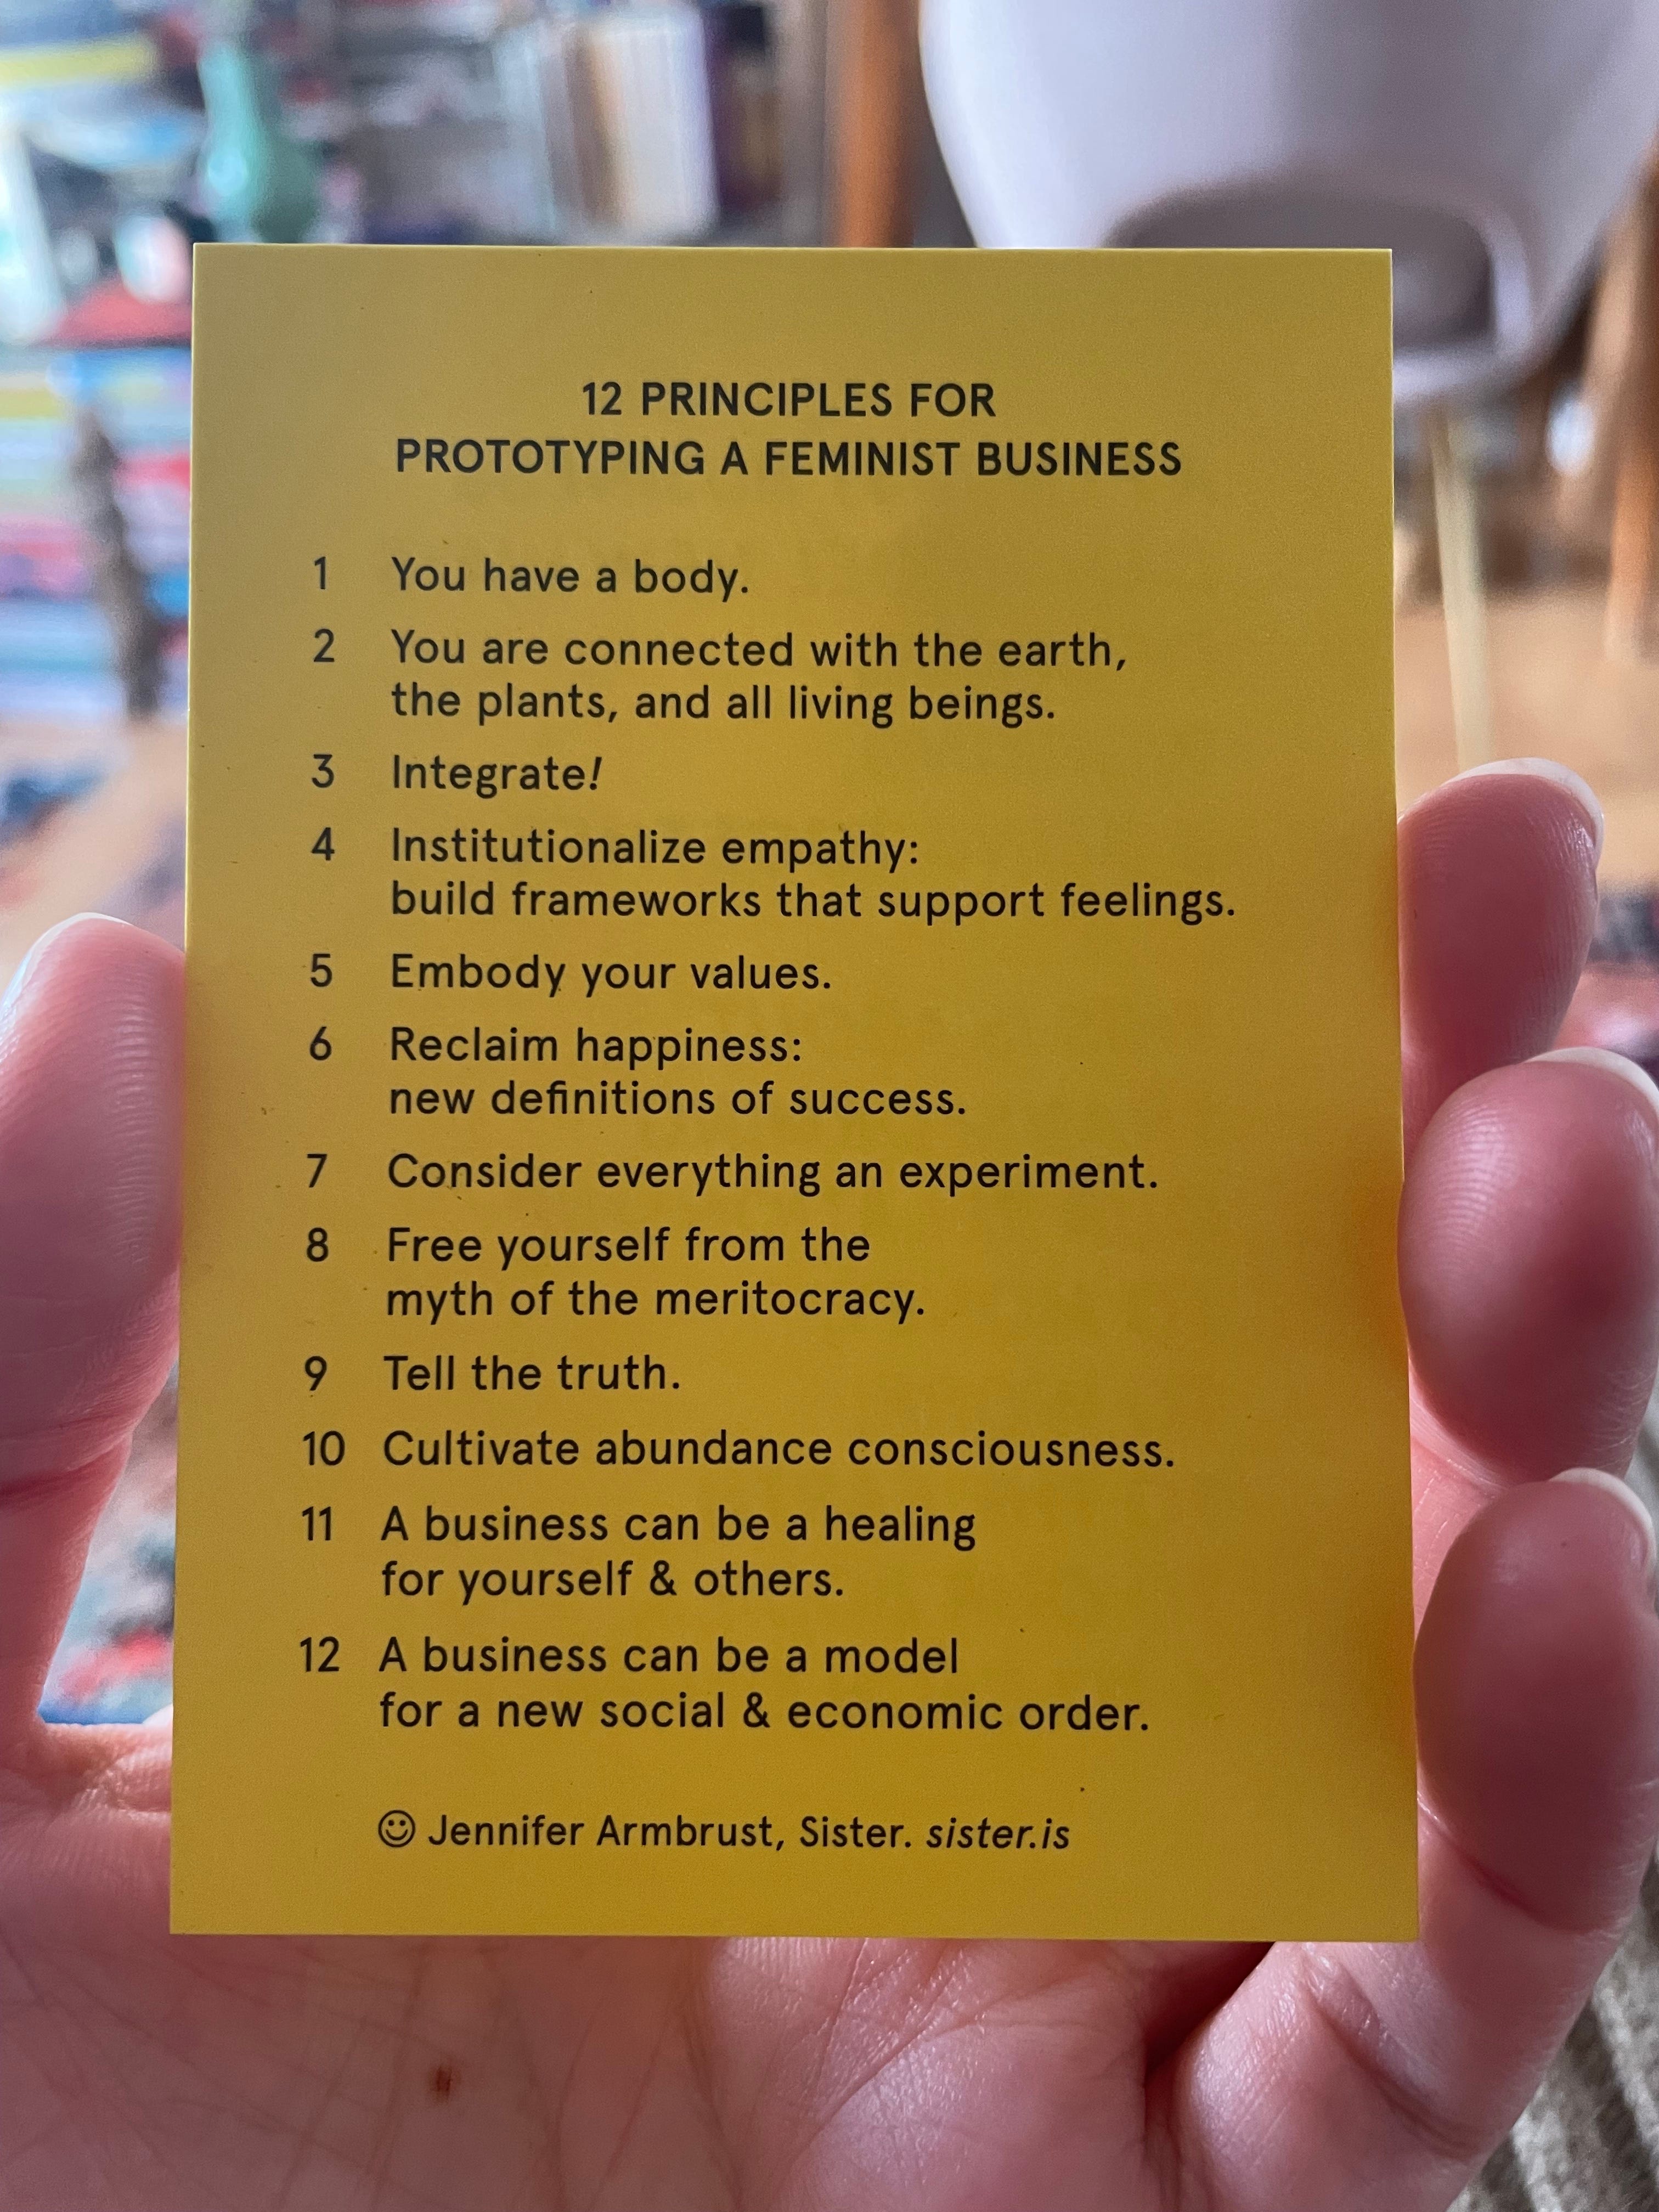 12 PRINCIPLES FOR
PROTOTYPING A FEMINIST BUSINESS
1 You have a body.
2 You are connected with the earth,
the plants, and all living beings.
3 Integrate!
4 Institutionalize empathy:
build frameworks that support feelings.
5 Embody your values.
6 Reclaim happiness:
new definitions of success.
7 Consider everything an experiment.
8 Free yourself from the
myth of the meritocracy.
9 Tell the truth.
10 Cultivate abundance consciousness.
11 A business can be a healing
for yourself & others.
12 A business can be a model
for a new social & economic order.
☺ Jennifer Armbrust, Sister. sister.is